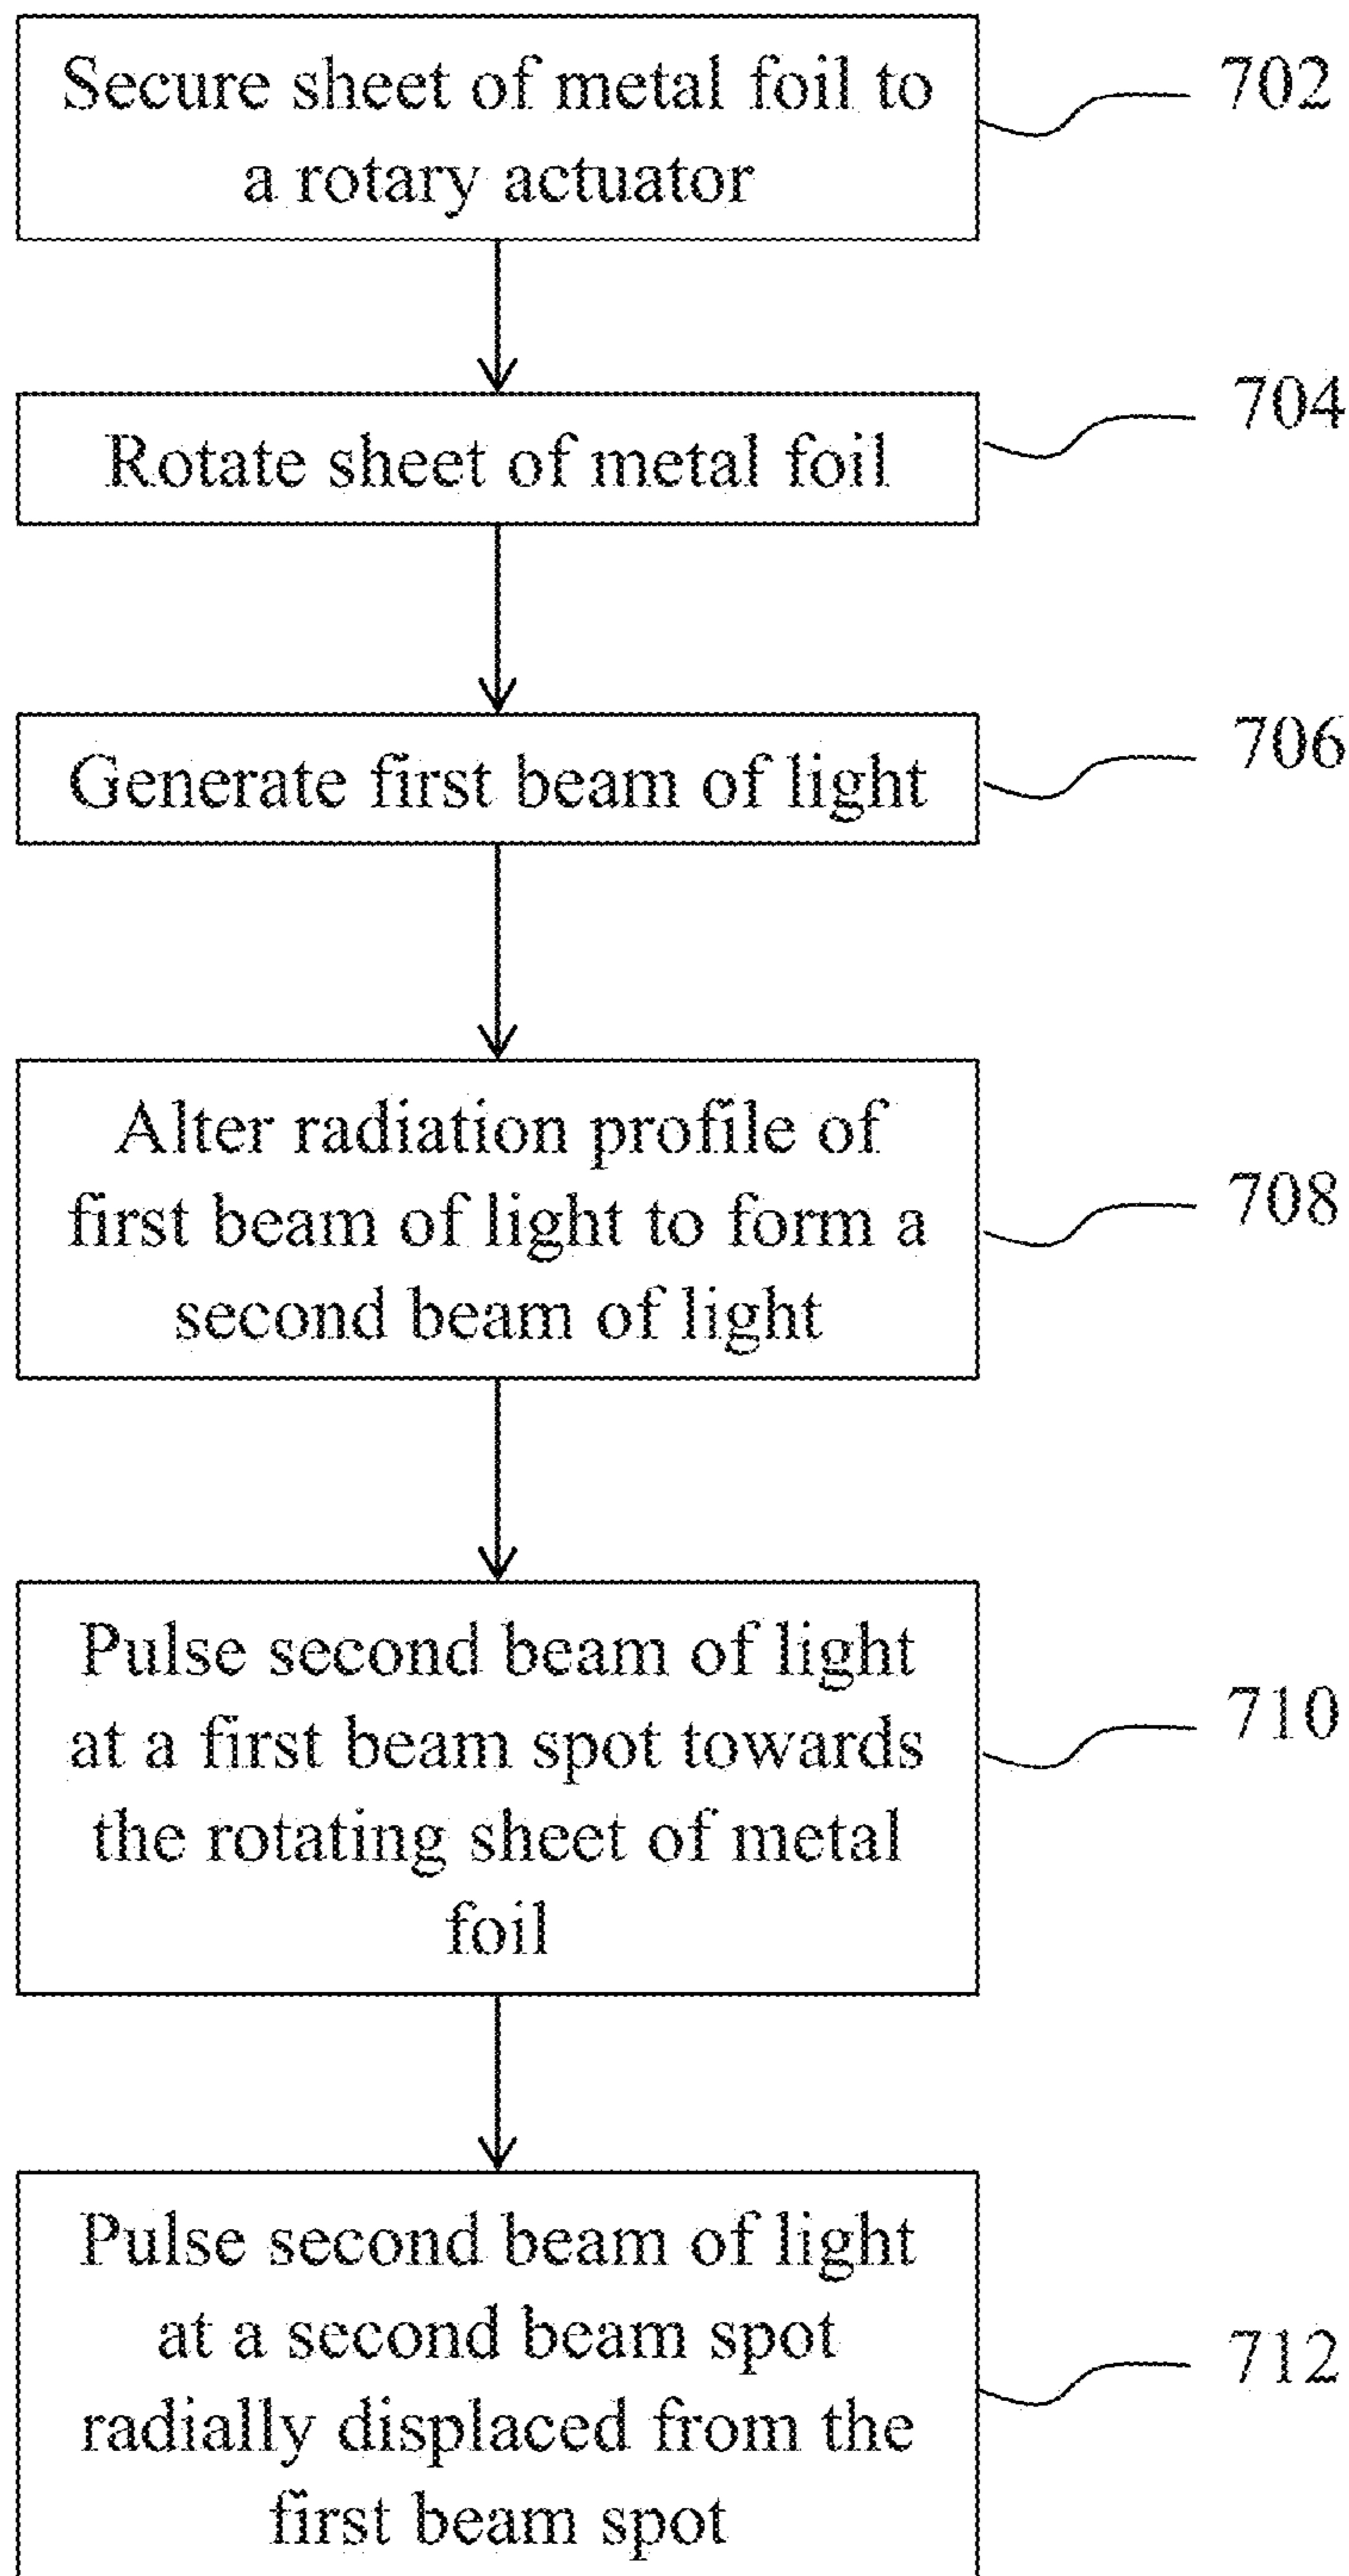 Secure sheet of metal foil to
a rotary actuator
702
Rotate sheet of metal foil
704
Generate first beam of light
706
Alter radiation profile of
first beam of light to form a
second beam of light
708
Pulse second beam of light
at a first beam spot towards
the rotating sheet of metal
foil
710
Pulse second beam of light
at a second beam spot
radially displaced from the
first beam spot
712